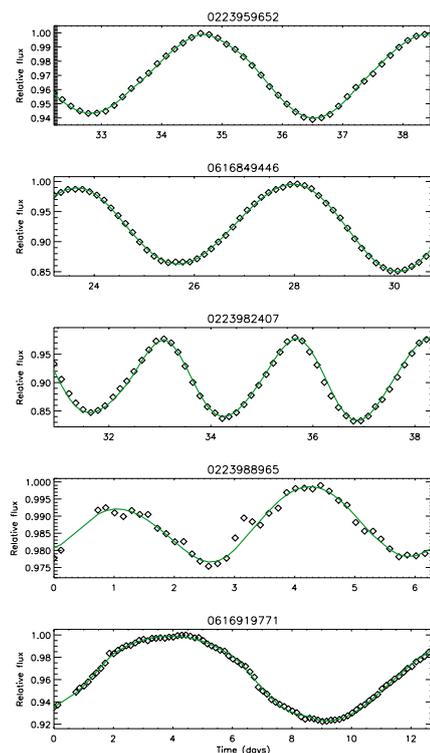 0223959652
Relative flux
1.00
0.99
0.98
0.97
0.96
0.95
0.94
33 34 35 36 37 38
0616849446
Relative flux
1.00
0.95
0.90
0.85
24 26 28 30
0223982407
Relative flux
0.95
0.90
0.85
32 34 36 38
0223988965
Relative flux
1.000
0.995
0.990
0.985
0.980
0.975
0 1 2 3 4 5 6
0616919771
Relative flux
1.00
0.98
0.96
0.94
0.92
0 2 4 6 8 10 12
Time (days)